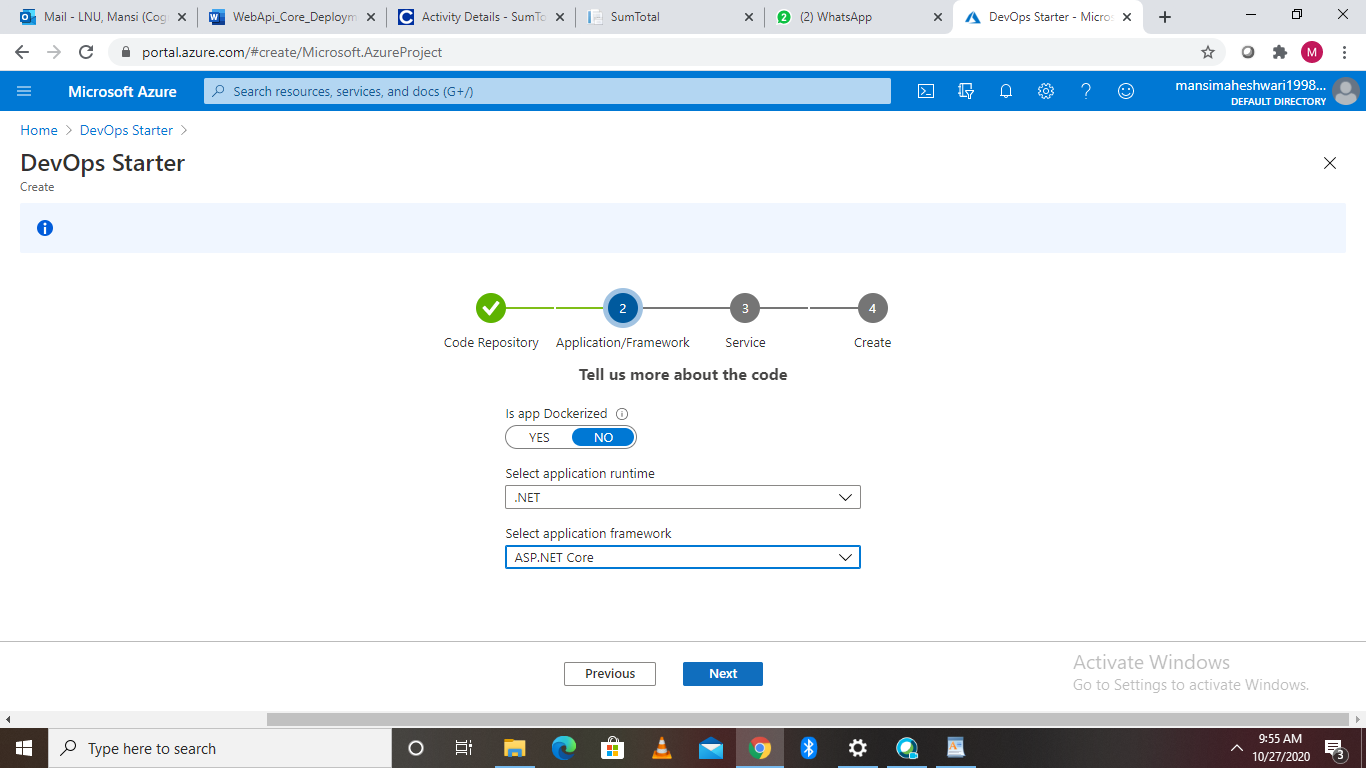 Mail - LNU, Mansi (Cog
WebApi_Core_Deploym
Activity Details - SumTo
SumTotal
(2) WhatsApp
DevOps Starter - Micros
portal.azure.com/#create/Microsoft.AzureProject
M
Microsoft Azure
Search resources, services, and docs (G+/)
mansimaheshwari1998...
DEFAULT DIRECTORY
Home > DevOps Starter >
DevOps Starter
Create
2
3
4
Code Repository
Application/Framework
Service
Create
Tell us more about the code
Is app Dockerized
YES
NO
Select application runtime
.NET
Select application framework
ASP.NET Core
Previous
Next
Activate Windows
Go to Settings to activate Windows.
Type here to search
9:55 AM
10/27/2020
3